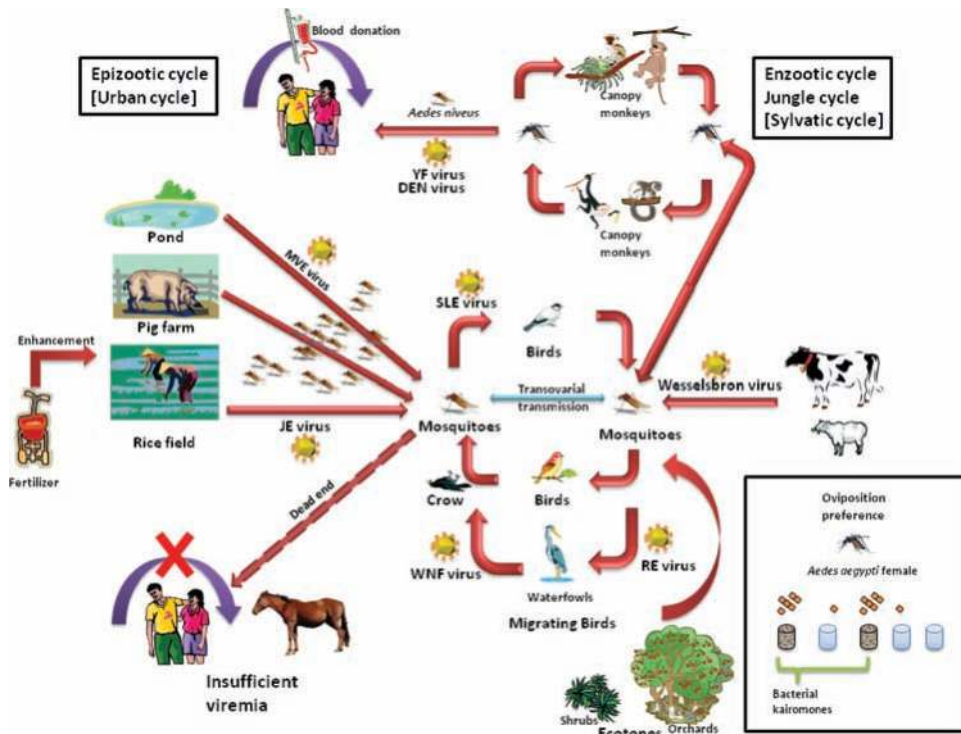 Blood donation
Epizootic cycle
[Urban cycle]
Enzootic cycle
Jungle cycle
[Sylvatic cycle]
Canopy
monkeys
Aedes niveus
YF virus
DEN virus
Canopy
monkeys
Pond
MVE virus
SLE virus
Birds
Pig farm
Enhancement
Wesselsbron virus
Transovarial
transmission
Rice field
JE virus
Mosquitoes
Mosquitoes
Fertilizer
Dead end
Crow
Birds
WNF virus
RE virus
Waterfowls
Migrating Birds
Oviposition
preference
Aedes aegypti female
Bacterial
kairomones
Insufficient
viremia
Shrubs
Orchards
Ecotones